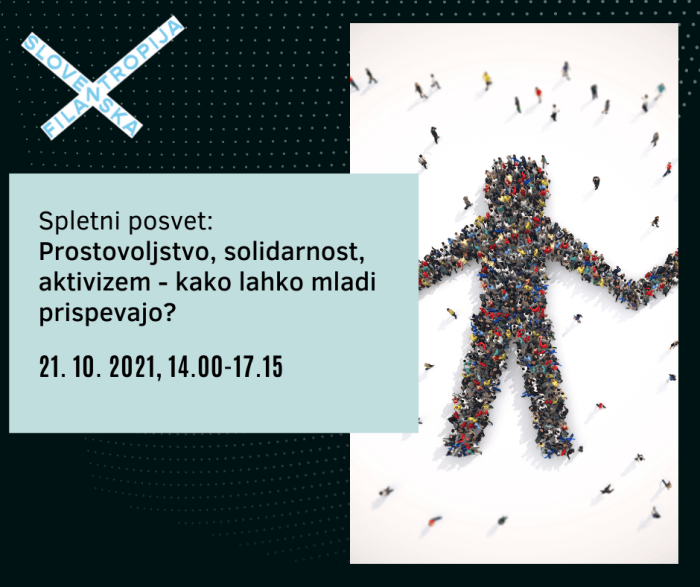 SLOVENSKA
FILANTROPIJA
Spletni posvet:
Prostovoljstvo, solidarnost,
aktivizem - kako lahko mladi
prispevajo?
21. 10. 2021, 14.00-17.15